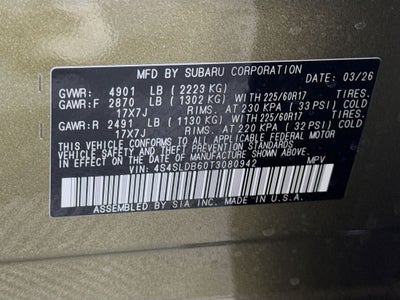 MFD BY SUBARU CORPORATION DATE: 03/26
GVWR: 4901 LB (2223 KG)
GAWR:F 2870 LB (1302 KG) WITH 225/60R17 TIRES.
17X7J RIMS.AT 230 KPA (33 PSI) COLD
GAWR:R 2491 LB (1130 KG) WITH 225/60R17 TIRES.
17X7J RIMS.AT 220 KPA (32 PSI) COLD
THIS VEHICLE CONFORMS TO ALL APPLICABLE FEDERAL MOTOR
VEHICLE SAFETY, BUMPER, AND THEFT PREVENTION STANDARDS
IN EFFECT ON THE DATE OF MANUFACTURE SHOWN ABOVE.
VIN: 4S4SLDB60T3080942 MPV
ASSEMBLED BY SIA INC. MADE IN U.S.A.